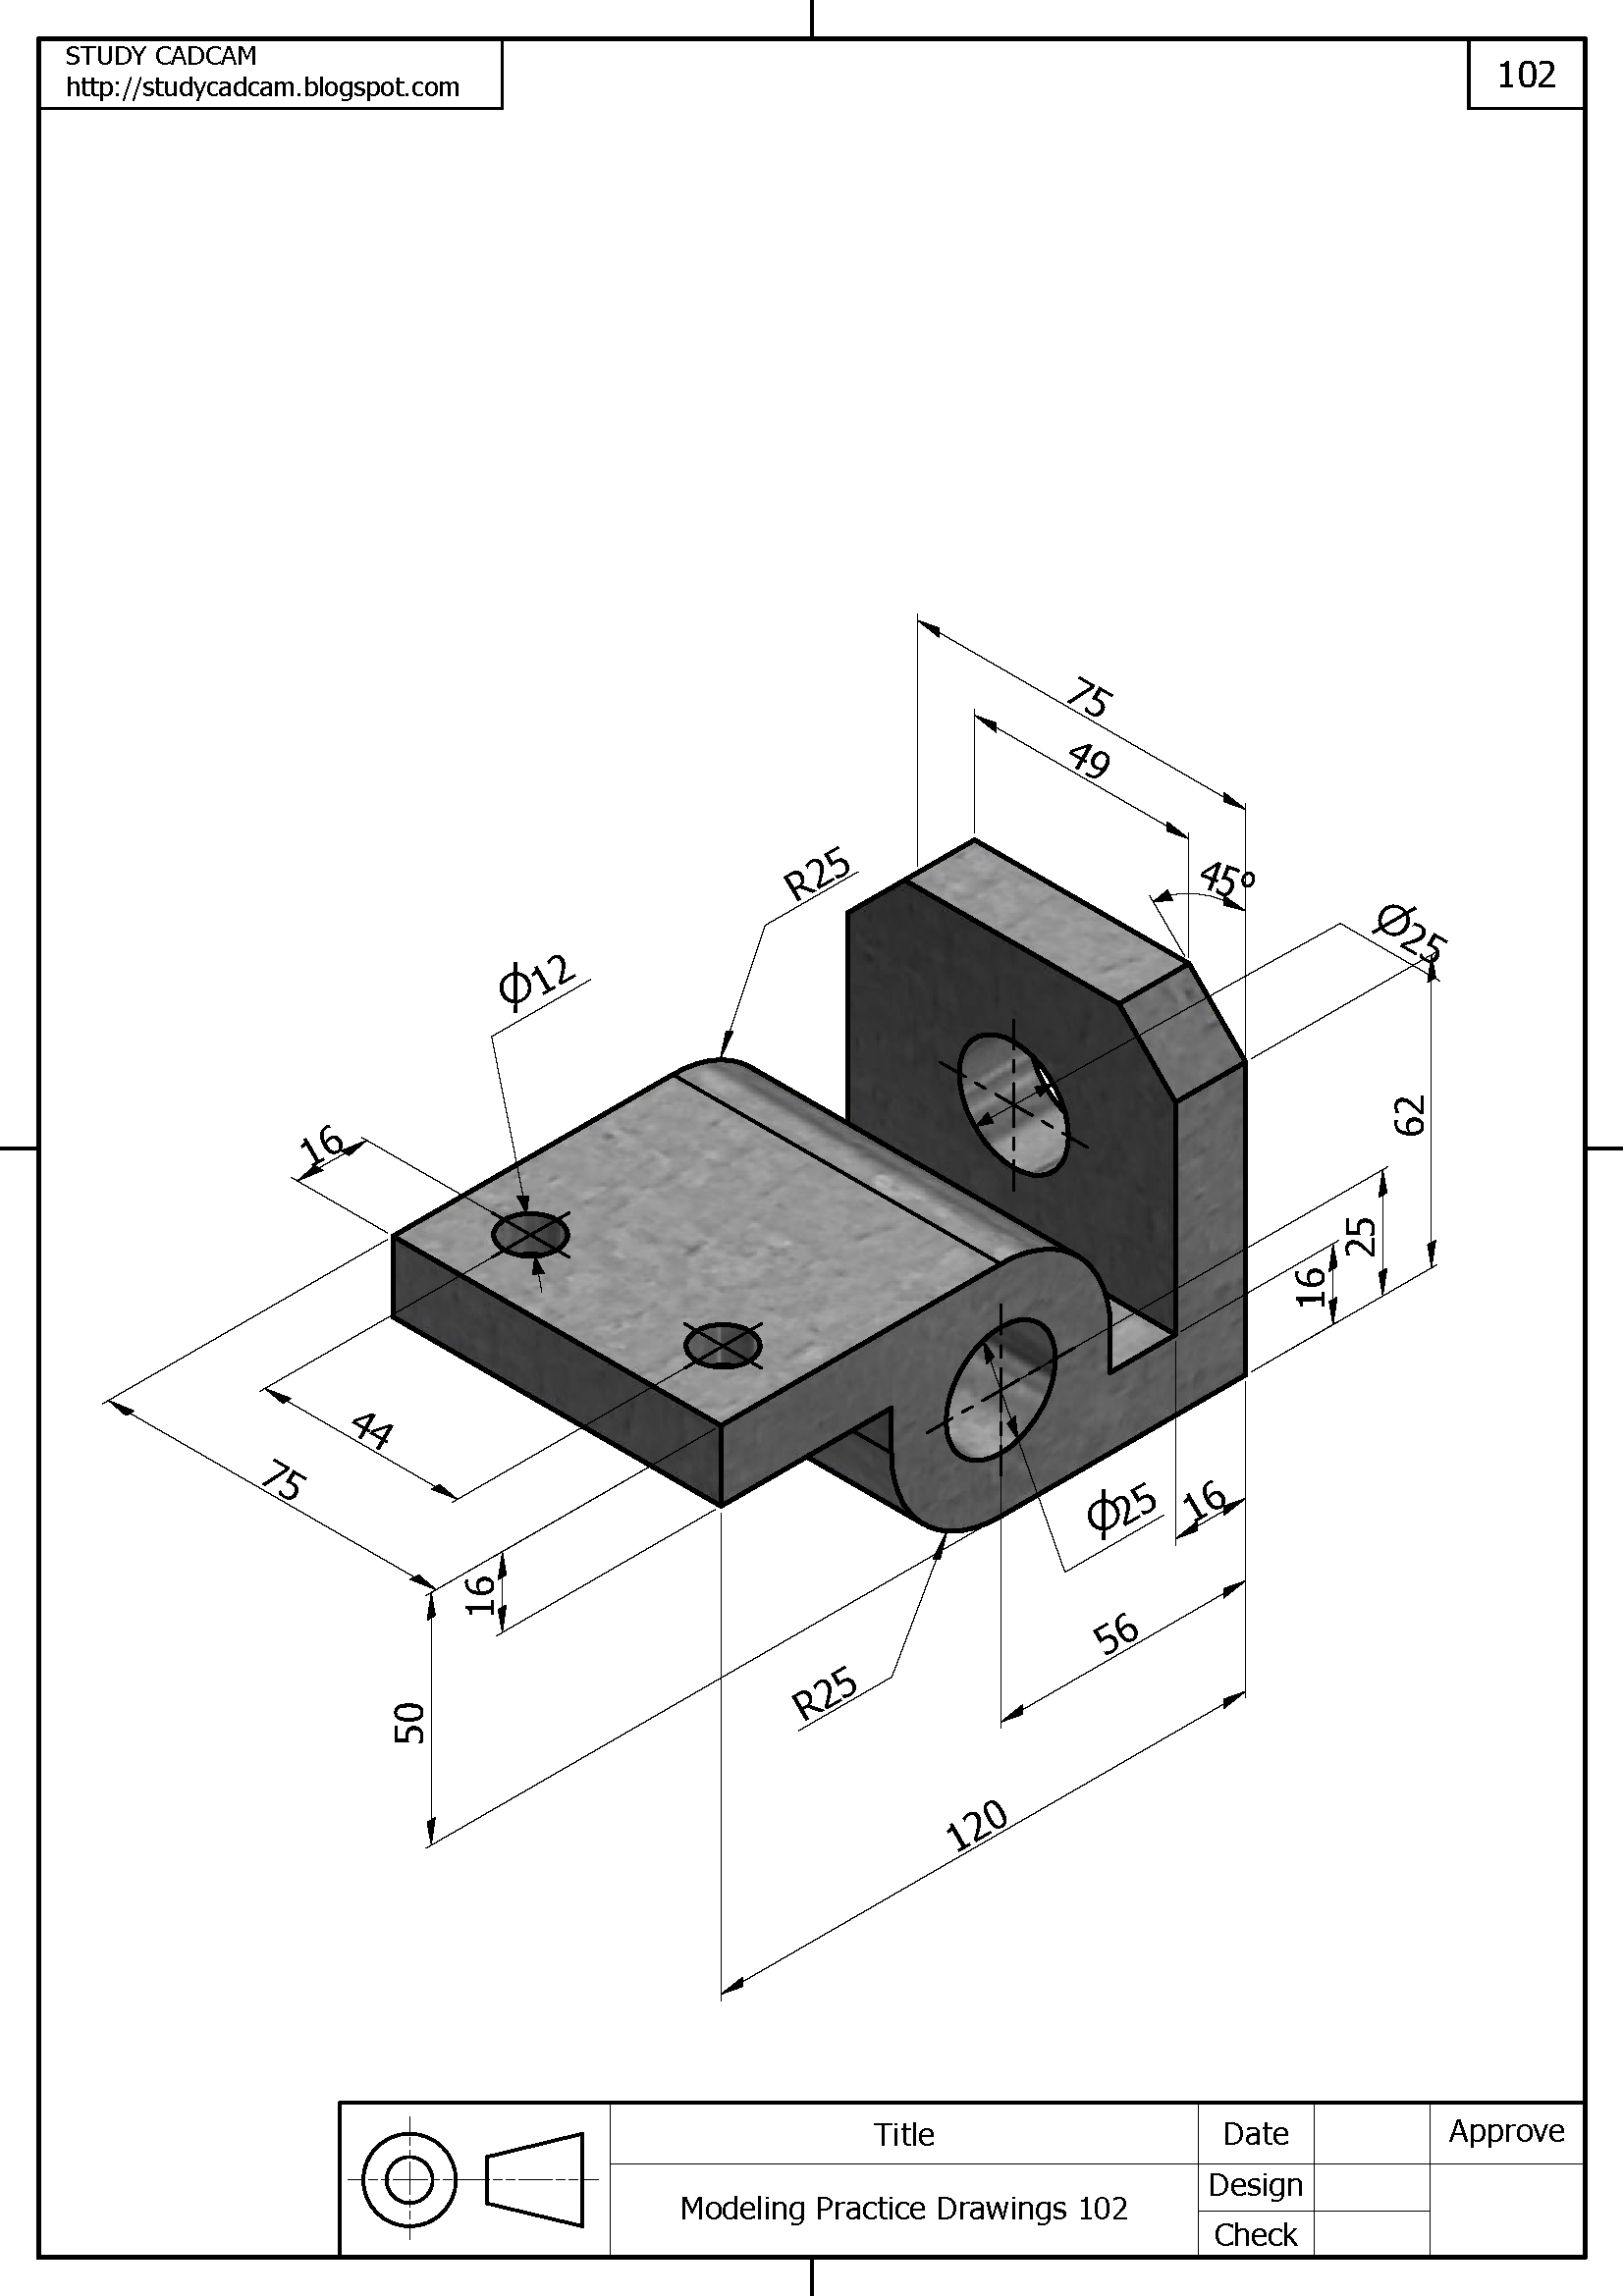 STUDY CADCAM
http://studycadcam.blogspot.com
102
75
49
45°
R25
Ø25
Ø12
16
62
25
16
44
75
16
Ø25
16
50
R25
56
120
Title
Date
Approve
Modeling Practice Drawings 102
Design
Check